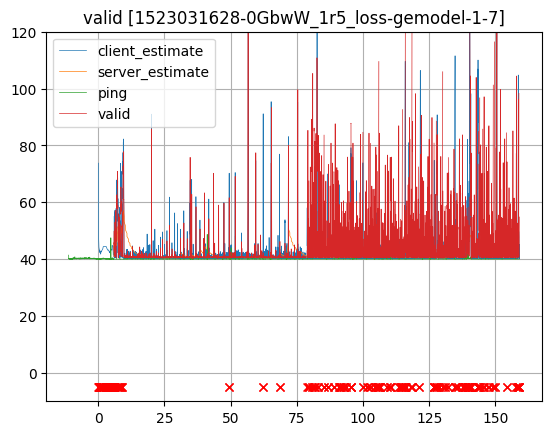 valid [1523031628-0GbwW_1r5_loss-gemodel-1-7]
client_estimate
server_estimate
ping
valid
120
100
80
60
40
20
0
0
25
50
75
100
125
150